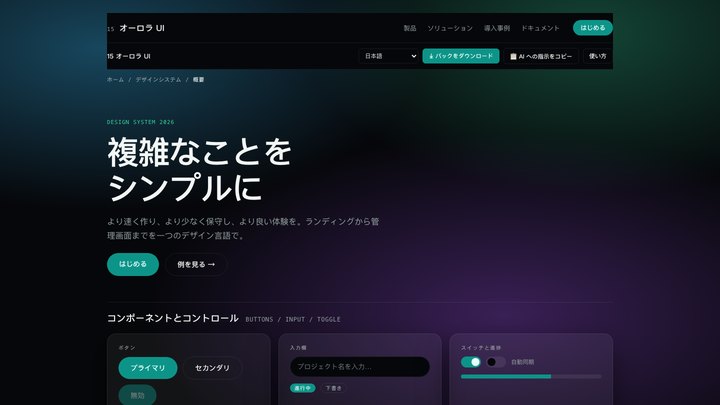 15 オーロラ UI
製品 ソリューション 導入事例 ドキュメント はじめる
15 オーロラ UI
日本語 パックをダウンロード AI への指示をコピー 使い方
ホーム / デザインシステム / 概要
DESIGN SYSTEM 2026
複雑なことを
シンプルに
より速く作り、より少なく保守し、より良い体験を。ランディングから管
理画面までを一つのデザイン言語で。
はじめる 例を見る →
コンポーネントとコントロール BUTTONS / INPUT / TOGGLE
ボタン
プライマリ セカンダリ
無効
入力欄
プロジェクト名を入力...
進行中 下書き
スイッチと進捗
自動同期